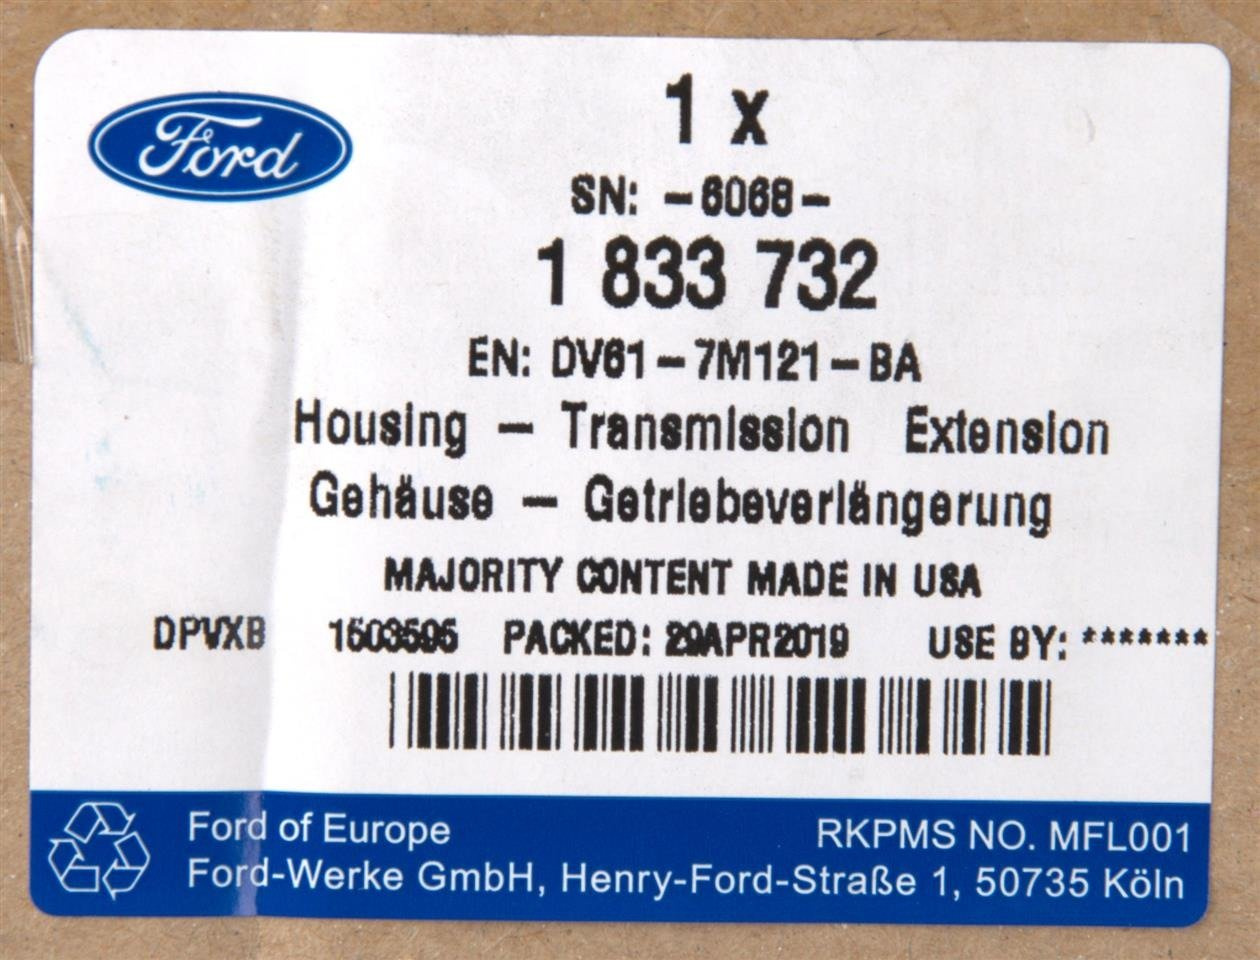 Ford
1 x
SN: -6068-
1 833 732
EN: DV61-7M121-BA
Housing - Transmission Extension
Gehäuse - Getriebeverlängerung
MAJORITY CONTENT MADE IN USA
DPVXB 1503595 PACKED: 29APR2019 USE BY: *******
Ford of Europe RKPMS NO. MFL001
Ford-Werke GmbH, Henry-Ford-Straße 1, 50735 Köln